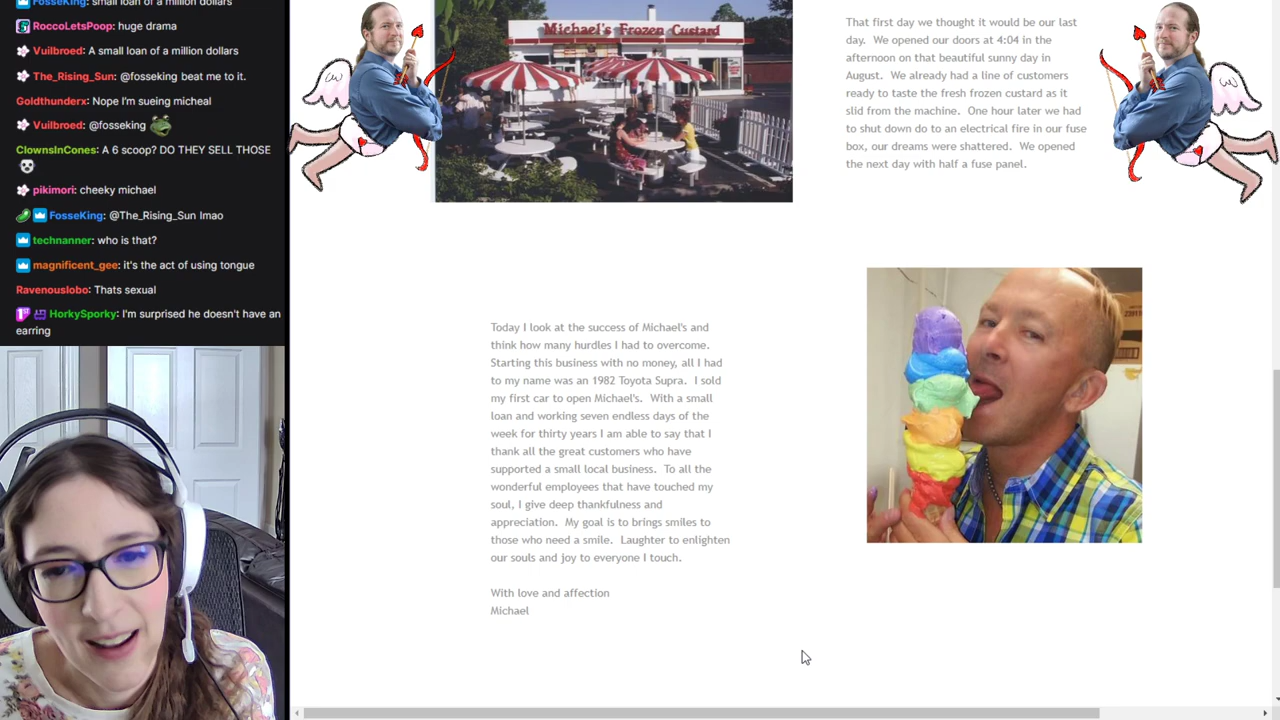 FosseKing: small loan of a million dollars
RoccoLetsPoop: huge drama
Vuilbroed: A small loan of a million dollars
The_Rising_Sun: @fosseking beat me to it.
Goldthunderx: Nope I'm sueing micheal
Vuilbroed: @fosseking
ClownsInCones: A 6 scoop? DO THEY SELL THOSE
pikimori: cheeky michael
FosseKing: @The_Rising_Sun lmao
technanner: who is that?
magnificent_gee: it's the act of using tongue
Ravenouslobo: Thats sexual
HorkySporky: I'm surprised he doesn't have an
earring
Michael's Frozen Custard
That first day we thought it would be our last
day. We opened our doors at 4:04 in the
afternoon on that beautiful sunny day in
August. We already had a line of customers
ready to taste the fresh frozen custard as it
slid from the machine. One hour later we had
to shut down do to an electrical fire in our fuse
box, our dreams were shattered. We opened
the next day with half a fuse panel.
Today I look at the success of Michael's and
think how many hurdles I had to overcome.
Starting this business with no money, all I had
to my name was an 1982 Toyota Supra. I sold
my first car to open Michael's. With a small
loan and working seven endless days of the
week for thirty years I am able to say that I
thank all the great customers who have
supported a small local business. To all the
wonderful employees that have touched my
soul, I give deep thankfulness and
appreciation. My goal is to brings smiles to
those who need a smile. Laughter to enlighten
our souls and joy to everyone I touch.
With love and affection
Michael